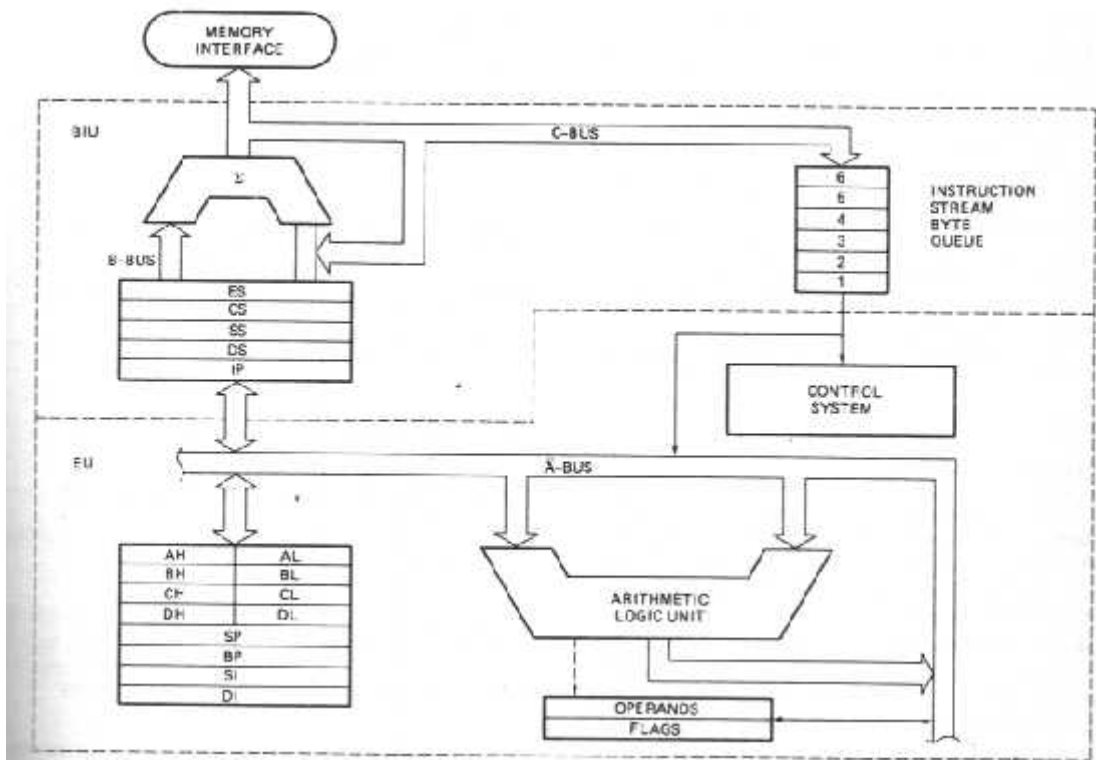 MEMORY
INTERFACE
BIU
C-BUS
Σ
6
5
4
3
2
1
INSTRUCTION
STREAM
BYTE
QUEUE
B-BUS
ES
CS
SS
DS
IP
CONTROL
SYSTEM
EU
A-BUS
AH AL
BH BL
CH CL
DH DL
SP
BP
SI
DI
ARITHMETIC
LOGIC UNIT
OPERANDS
FLAGS